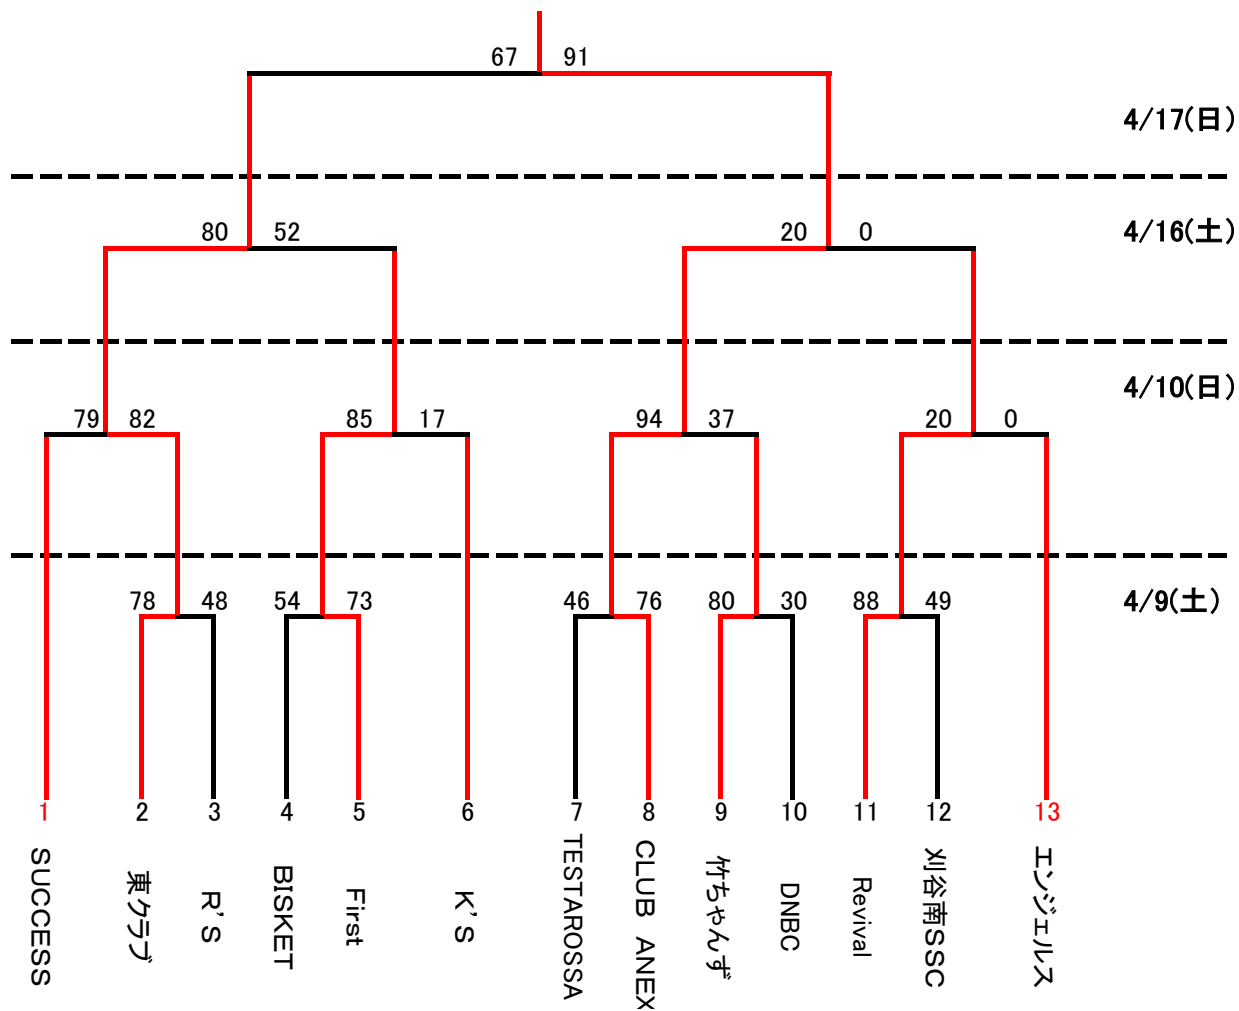 67 91
4/17(日)
80 52 20 0
4/16(土)
4/10(日)
79 82 85 17 94 37 20 0
78 48 54 73 46 76 80 30 88 49
4/9(土)
1 2 3 4 5 6 7 8 9 10 11 12 13
SUCCESS
東クラブ
R'S
BISKET
First
K'S
TESTAROSSA
CLUB ANEX
竹ちゃんず
DNBC
Revival
刈谷南SSC
エンジェルス